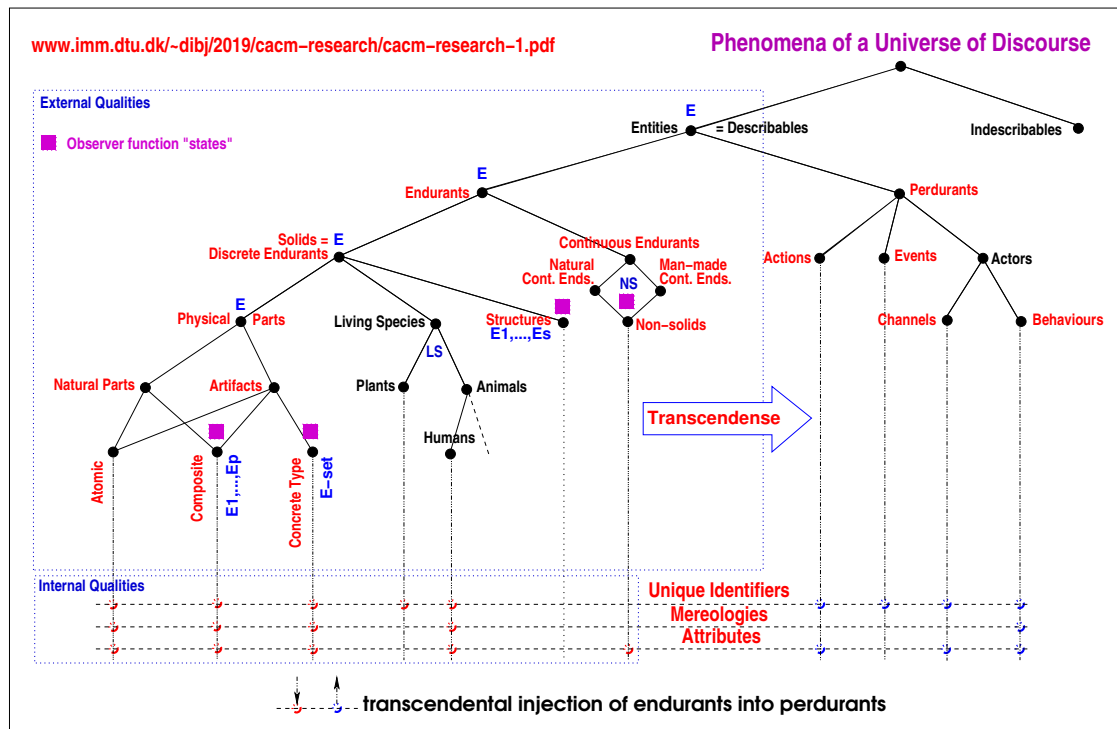 www.imm.dtu.dk/~dibj/2019/cacm-research/cacm-research-1.pdf
Phenomena of a Universe of Discourse
External Qualities
E
Observer function "states"
Entities
= Describables
Indescribables
E
Endurants
Perdurants
Solids =
E
Discrete Endurants
Continuous Endurants
Natural
Cont. Ends.
Man-made
Cont. Ends.
NS
Actions
Events
Actors
E
Physical
Parts
Living Species
Structures
E1,...,Es
Non-solids
Channels
Behaviours
LS
Natural Parts
Artifacts
Plants
Animals
Transcendense
Humans
Atomic
Composite
E1,...,Ep
Concrete Type
E-set
Internal Qualities
Unique Identifiers
Mereologies
Attributes
transcendental injection of endurants into perdurants